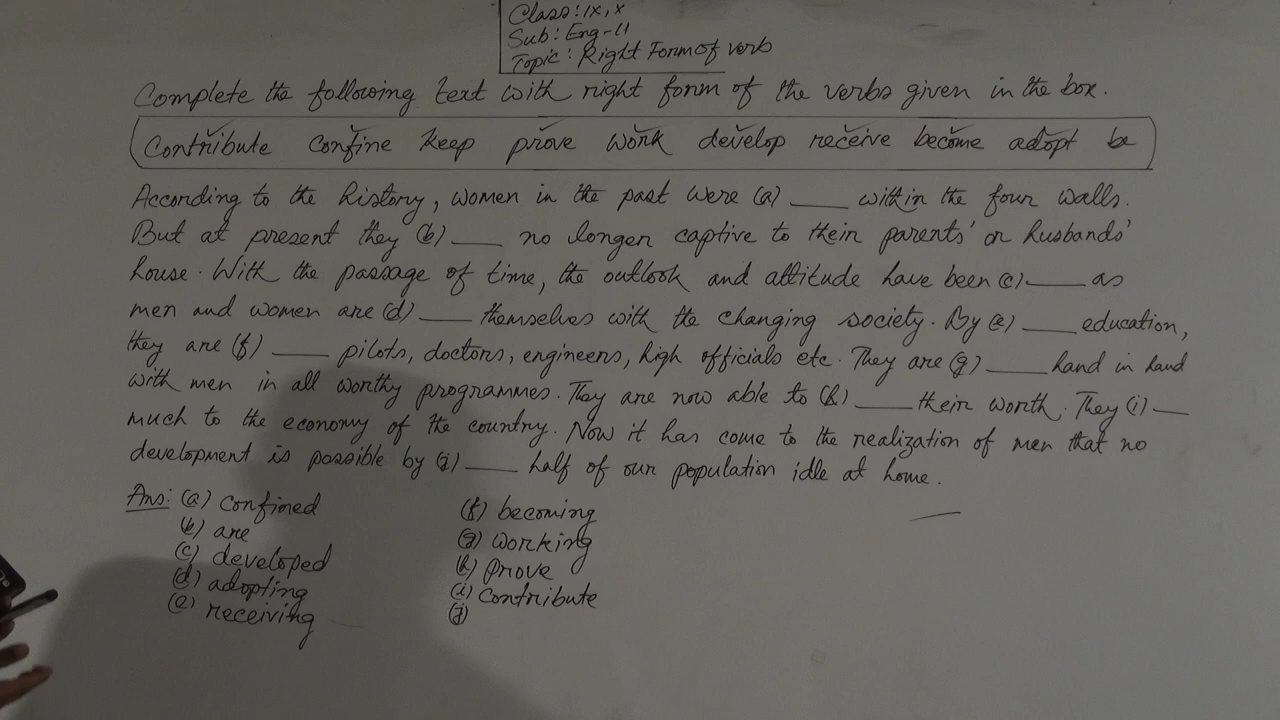 Class: IX, X
Sub: Eng-II
Topic: Right Form of verb
Complete the following text with right form of the verbs given in the box.
Contribute confine keep prove work develop receive become adopt be
According to the history, women in the past were (a) ____ within the four walls.
But at present they (b) ____ no longer captive to their parents' or husbands'
house. With the passage of time, the outlook and attitude have been (c) ____ as
men and women are (d) ____ themselves with the changing society. By (e) ____ education,
they are (f) ____ pilots, doctors, engineers, high officials etc. They are (g) ____ hand in hand
with men in all worthy programmes. They are now able to (h) ____ their worth. They (i) ____
much to the economy of the country. Now it has come to the realization of men that no
development is possible by (j) ____ half of our population idle at home.
Ans: (a) confined
(b) are
(c) developed
(d) adopting
(e) receiving
(f) becoming
(g) working
(h) prove
(i) contribute
(j)